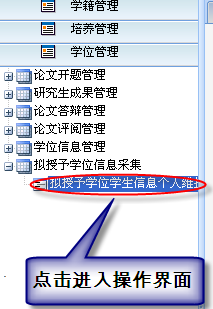 学籍管理
培养管理
学位管理
论文开题管理
研究生成果管理
论文答辩管理
论文评阅管理
学位信息管理
拟授予学位信息采集
拟授予学位学生信息个人维
点击进入操作界面